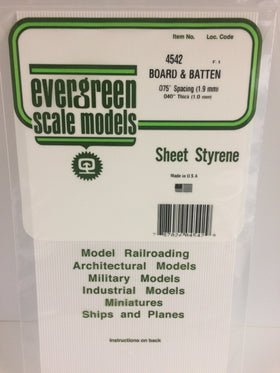 Item No. Loc. Code
4542 F. 1
BOARD & BATTEN
.075" Spacing (1.9 mm)
.040" Thick (1.0 mm)
evergreen
scale models
Sheet Styrene
Made in U.S.A
Model Railroading
Architectural Models
Military Models
Industrial Models
Miniatures
Ships and Planes
Instructions on back